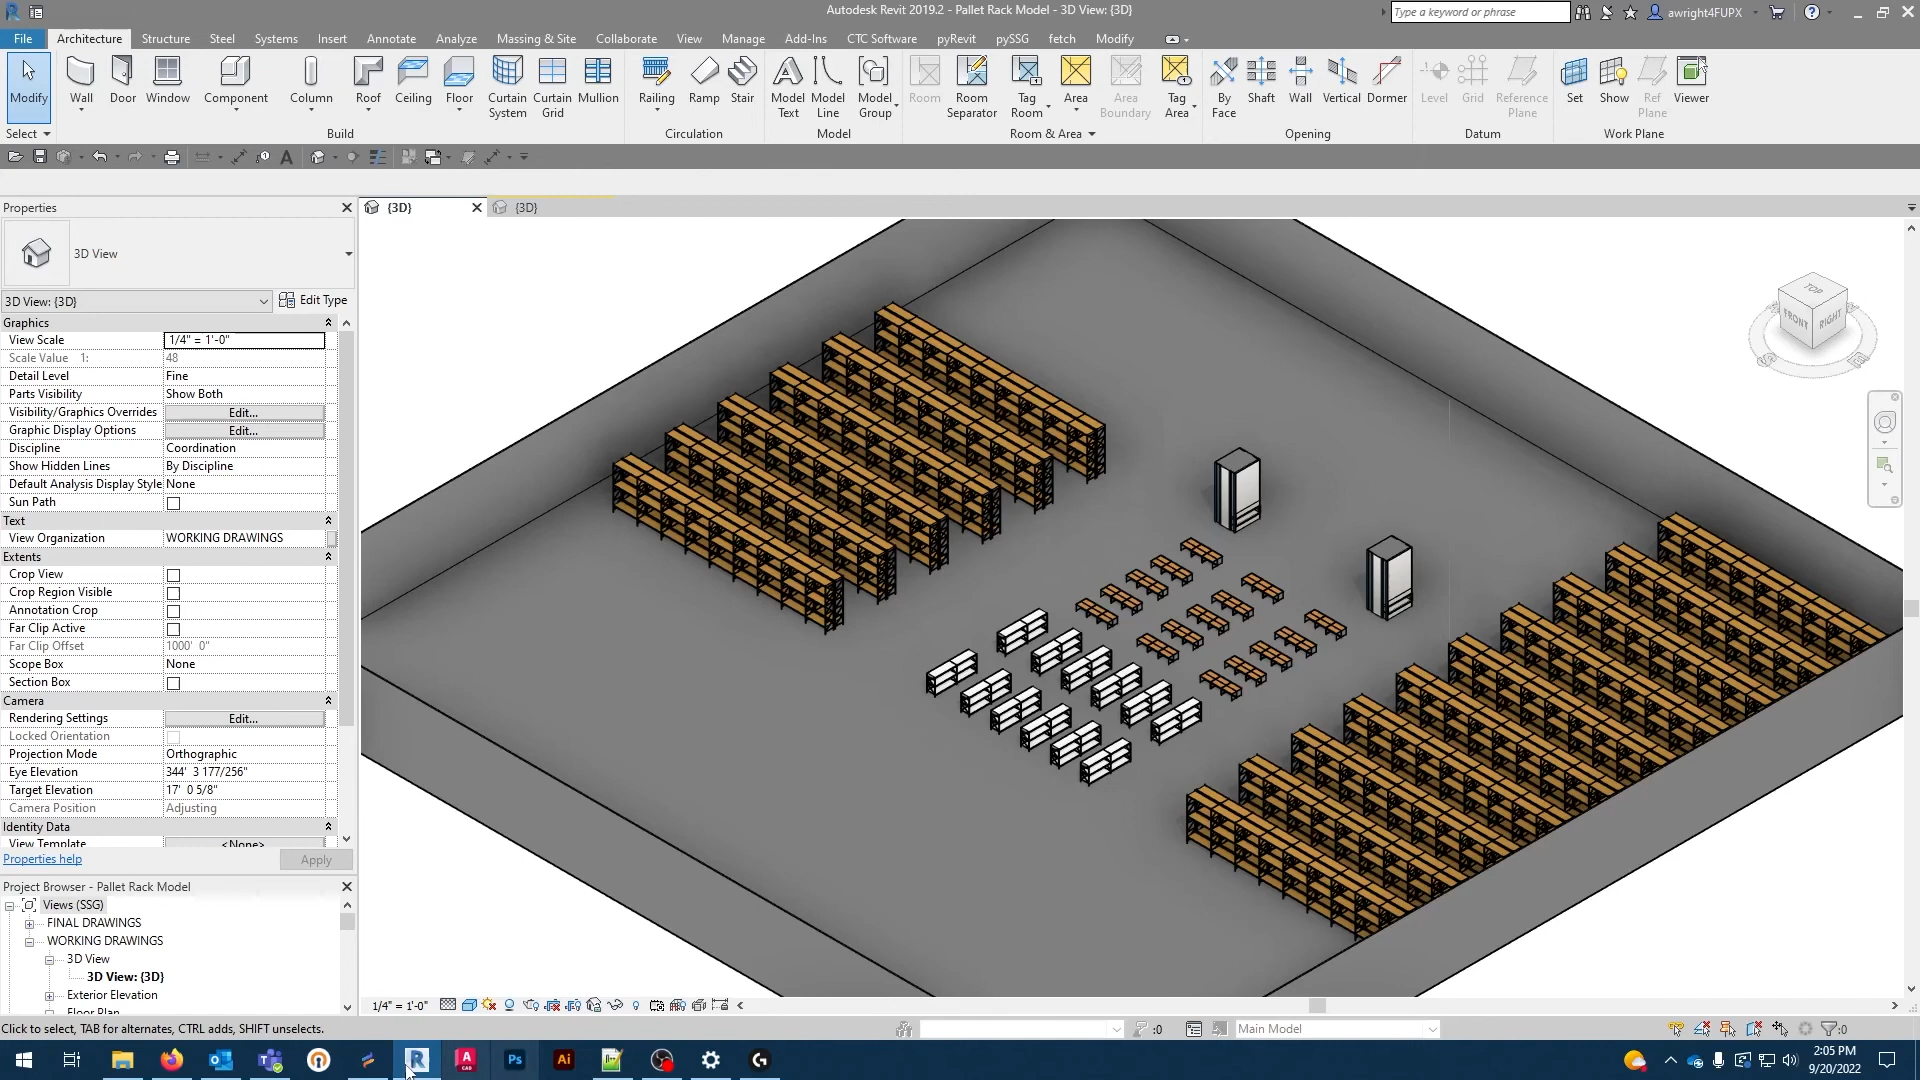 Autodesk Revit 2019.2 - Pallet Rack Model - 3D View: {3D}
Type a keyword or phrase
awright4FUPX
File Architecture Structure Steel Systems Insert Annotate Analyze Massing & Site Collaborate View Manage Add-Ins CTC Software pyRevit pySSG fetch Modify
Modify Wall Door Window Component Column Roof Ceiling Floor Curtain System Curtain Grid Mullion Railing Ramp Stair Model Text Model Line Model Group Room Room Separator Tag Room Area Area Boundary Tag Area By Face Shaft Wall Vertical Dormer Level Grid Reference Plane Set Show Ref Plane Viewer
Select Build Circulation Model Room & Area Opening Datum Work Plane
Properties
{3D} {3D}
3D View
3D View: {3D} Edit Type
Graphics
View Scale 1/4" = 1'-0"
Scale Value 1: 48
Detail Level Fine
Parts Visibility Show Both
Visibility/Graphics Overrides Edit...
Graphic Display Options Edit...
Discipline Coordination
Show Hidden Lines By Discipline
Default Analysis Display Style None
Sun Path
Text
View Organization WORKING DRAWINGS
Extents
Crop View
Crop Region Visible
Annotation Crop
Far Clip Active
Far Clip Offset 1000' 0"
Scope Box None
Section Box
Camera
Rendering Settings Edit...
Locked Orientation
Projection Mode Orthographic
Eye Elevation 344' 3 177/256"
Target Elevation 17' 0 5/8"
Camera Position Adjusting
Identity Data
View Template <None>
Properties help Apply
Project Browser - Pallet Rack Model
Views (SSG)
FINAL DRAWINGS
WORKING DRAWINGS
3D View
3D View: {3D}
Exterior Elevation
Floor Plan
TOP
FRONT
RIGHT
1/4" = 1'-0"
Click to select, TAB for alternates, CTRL adds, SHIFT unselects.
:0
Main Model
:0
Ps
Ai
2:05 PM
9/20/2022